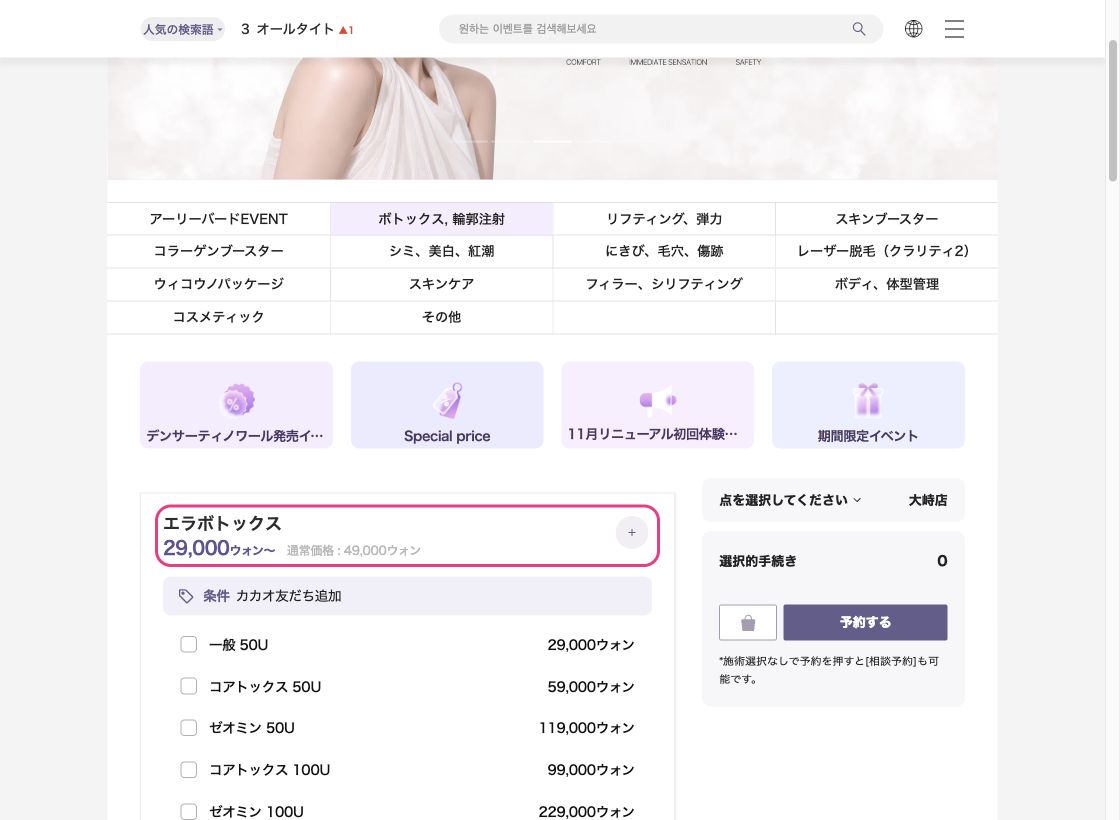 人気の検索語
3 オールタイト ▲1
원하는 이벤트를 검색해보세요
COMFORT IMMEDIATE SENSATION SAFETY
アーリーバードEVENT ボトックス, 輪郭注射 リフティング、弾力 スキンブースター
コラーゲンブースター シミ、美白、紅潮 にきび、毛穴、傷跡 レーザー脱毛（クラリティ2）
ウィコウノパッケージ スキンケア フィラー、シリフティング ボディ、体型管理
コスメティック その他
デンサーティノワール発売イ…
Special price
11月リニューアル初回体験…
期間限定イベント
エラボトックス
29,000ウォン〜 通常価格 : 49,000ウォン
+
条件 カカオ友だち追加
一般 50U 29,000ウォン
コアトックス 50U 59,000ウォン
ゼオミン 50U 119,000ウォン
コアトックス 100U 99,000ウォン
ゼオミン 100U 229,000ウォン
点を選択してください 大峙店
選択的手続き 0
予約する
*施術選択なしで予約を押すと[相談予約]も可
能です。